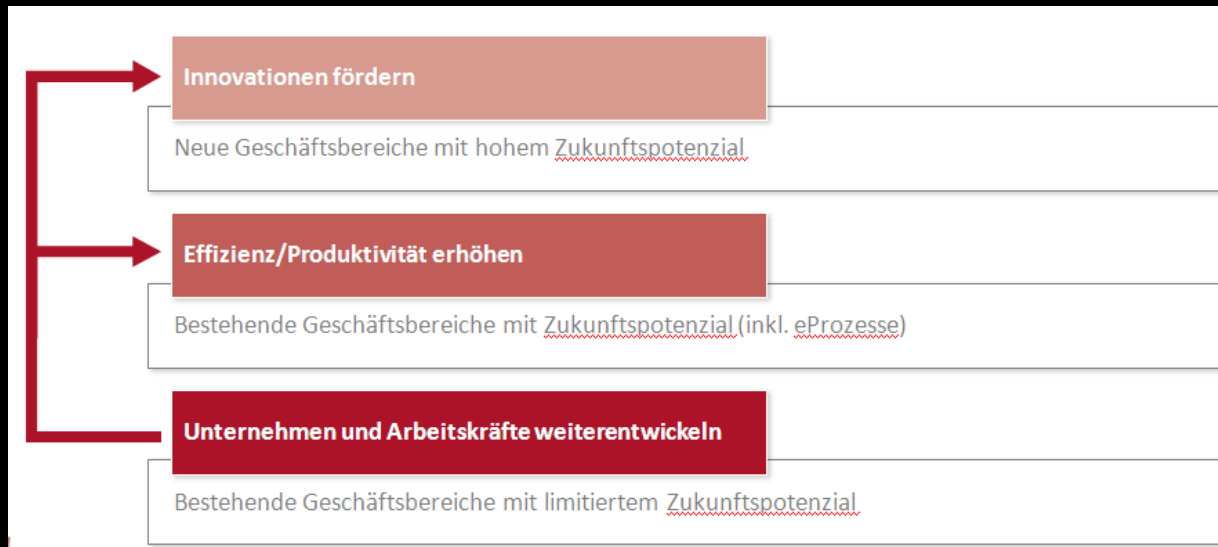 Innovationen fördern
Neue Geschäftsbereiche mit hohem Zukunftspotenzial
Effizienz/Produktivität erhöhen
Bestehende Geschäftsbereiche mit Zukunftspotenzial (inkl. eProzesse)
Unternehmen und Arbeitskräfte weiterentwickeln
Bestehende Geschäftsbereiche mit limitiertem Zukunftspotenzial